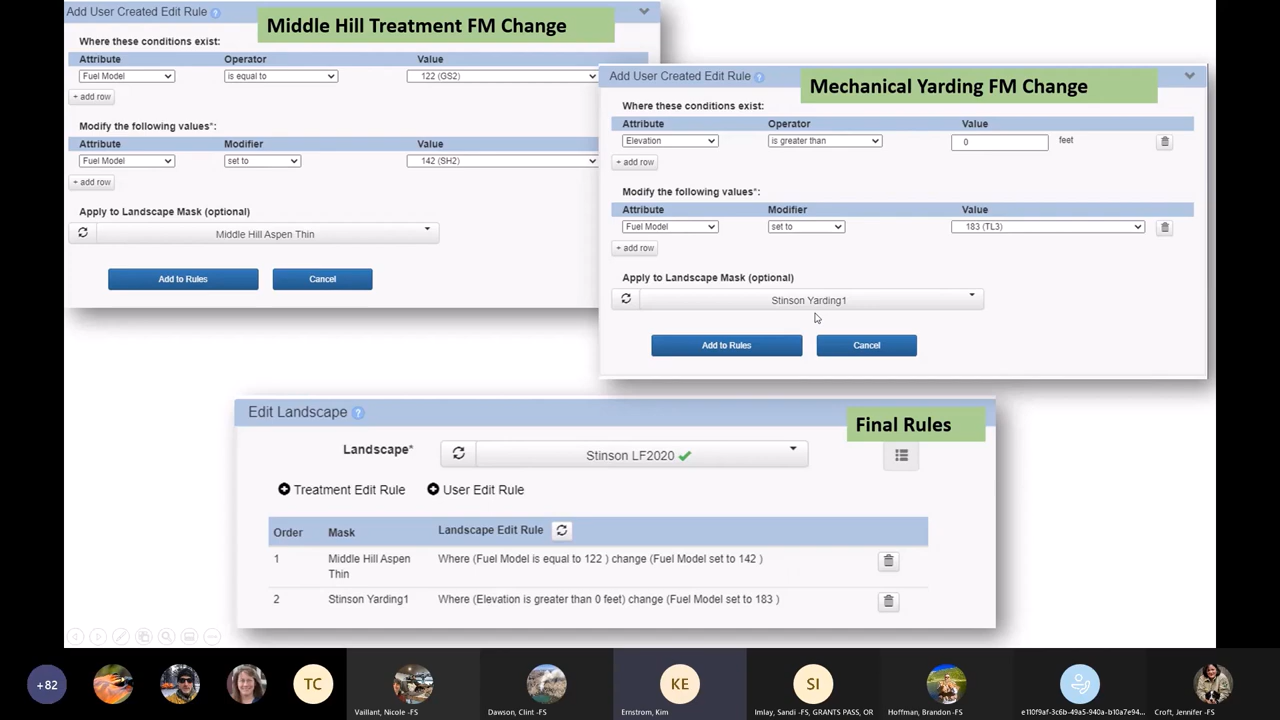 Add User Created Edit Rule ?
Middle Hill Treatment FM Change
Where these conditions exist:
Attribute Operator Value
Fuel Model is equal to 122 (GS2)
+ add row
Modify the following values*:
Attribute Modifier Value
Fuel Model set to 142 (SH2)
+ add row
Apply to Landscape Mask (optional)
Middle Hill Aspen Thin
Add to Rules Cancel
Add User Created Edit Rule ?
Mechanical Yarding FM Change
Where these conditions exist:
Attribute Operator Value
Elevation is greater than 0 feet
+ add row
Modify the following values*:
Attribute Modifier Value
Fuel Model set to 183 (TL3)
+ add row
Apply to Landscape Mask (optional)
Stinson Yarding1
Add to Rules Cancel
Edit Landscape ?
Final Rules
Landscape* Stinson LF2020
Treatment Edit Rule User Edit Rule
Order Mask Landscape Edit Rule
1 Middle Hill Aspen Where (Fuel Model is equal to 122 ) change (Fuel Model set to 142 )
Thin
2 Stinson Yarding1 Where (Elevation is greater than 0 feet) change (Fuel Model set to 183 )
+82 TC KE SI
Vaillant, Nicole -FS Dawson, Clint -FS Ernstrom, Kim Imlay, Sandi -FS, GRANTS PASS, OR Hoffman, Brandon -FS e110f9af-3c6b-49a5-940a-b10a7e94... Croft, Jennifer -FS